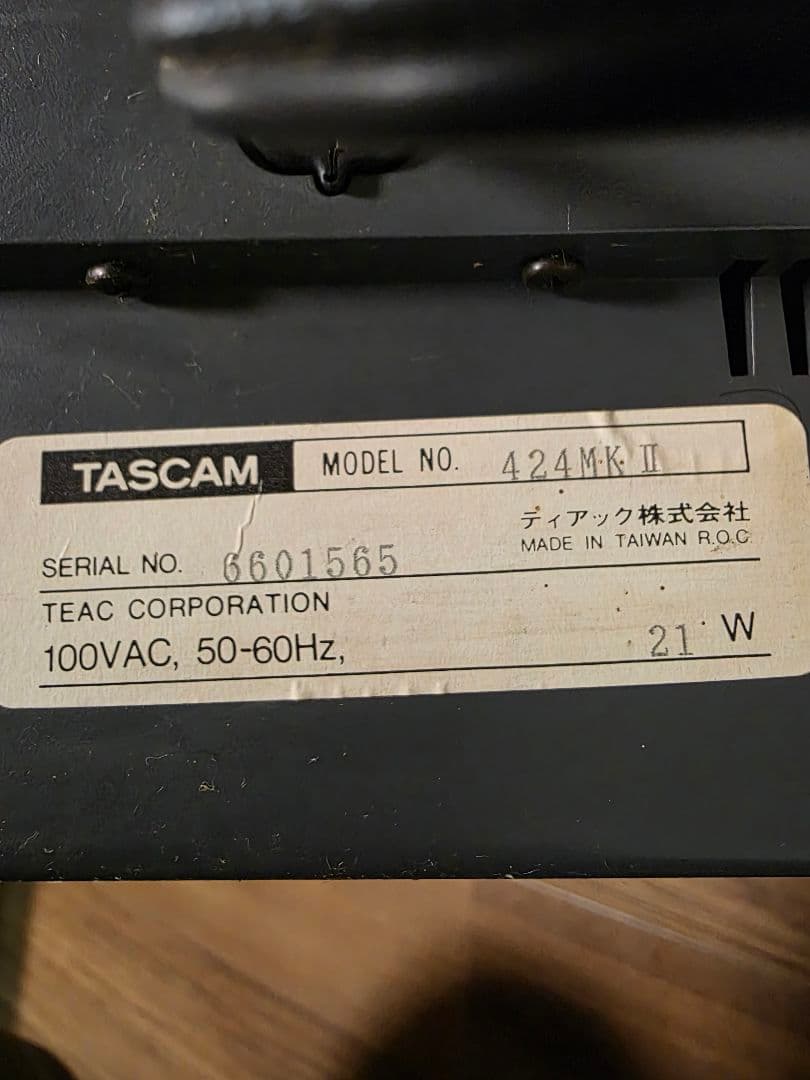 TASCAM MODEL NO. 424MK II
ティアック株式会社
SERIAL NO. 6601565 MADE IN TAIWAN R.O.C.
TEAC CORPORATION
100VAC, 50-60Hz, 21 W